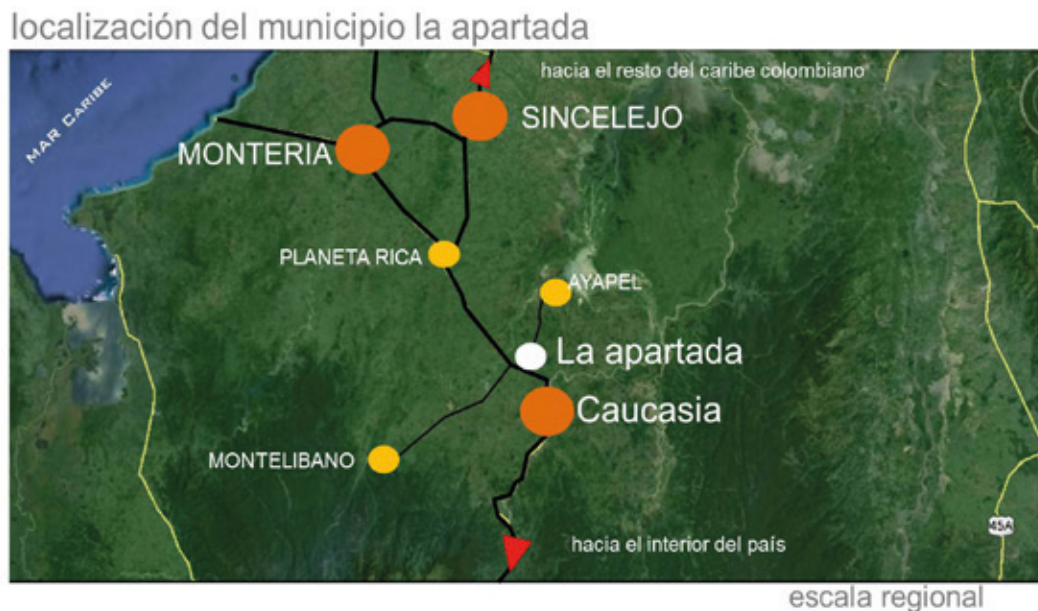 localización del municipio la apartada
hacia el resto del caribe colombiano
MAR CARIBE
SINCELEJO
MONTERIA
PLANETA RICA
AYAPEL
La apartada
Caucasia
MONTELIBANO
45A
hacia el interior del país
escala regional